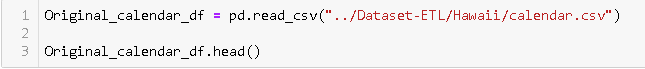 1 Original_calendar_df = pd.read_csv("../Dataset-ETL/Hawaii/calendar.csv")
2
3 Original_calendar_df.head()